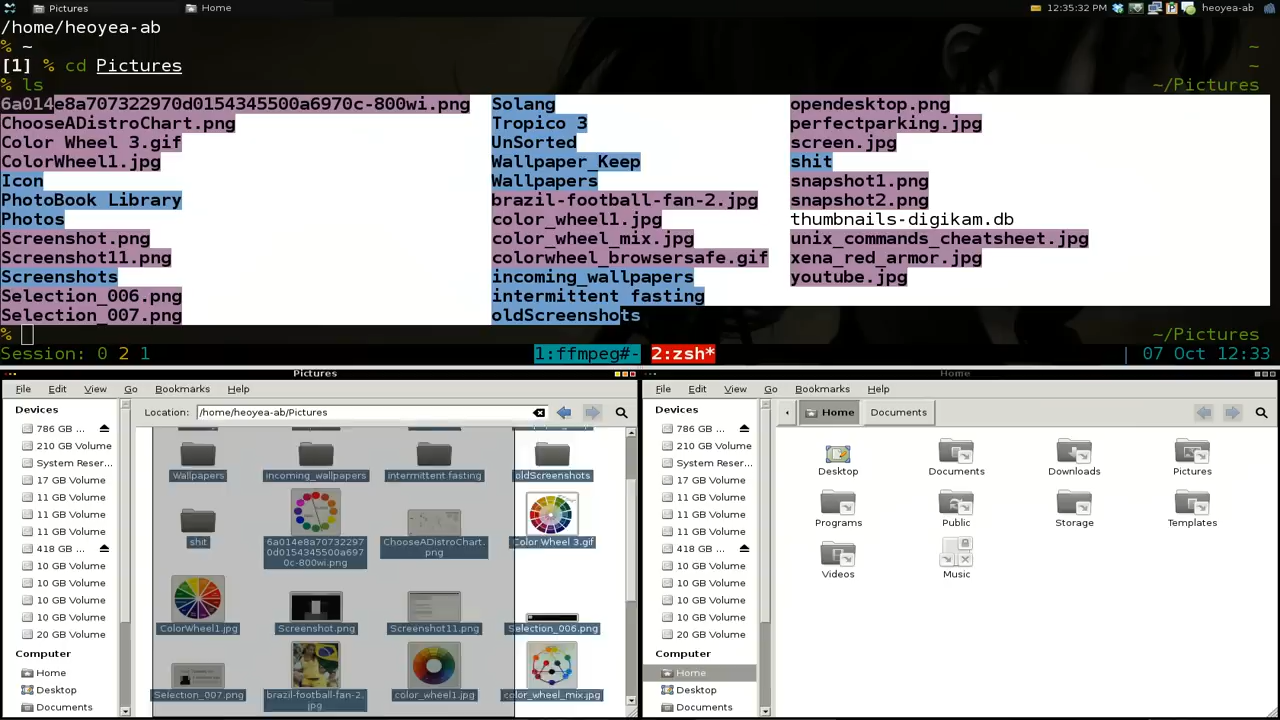 Pictures Home 12:35:32 PM heoyea-ab
/home/heoyea-ab
% ~ ~
[1] % cd Pictures ~
% ls ~/Pictures
6a014e8a707322970d0154345500a6970c-800wi.png Solang opendesktop.png
ChooseADistroChart.png Tropico 3 perfectparking.jpg
Color Wheel 3.gif UnSorted screen.jpg
ColorWheel1.jpg Wallpaper_Keep shit
Icon Wallpapers snapshot1.png
PhotoBook Library brazil-football-fan-2.jpg snapshot2.png
Photos color_wheel1.jpg thumbnails-digikam.db
Screenshot.png color_wheel_mix.jpg unix_commands_cheatsheet.jpg
Screenshot11.png colorwheel_browsersafe.gif xena_red_armor.jpg
Screenshots incoming_wallpapers youtube.jpg
Selection_006.png intermittent fasting
Selection_007.png oldScreenshots
% ~/Pictures
Session: 0 2 1 1:ffmpeg#- 2:zsh* | 07 Oct 12:33
Pictures
File Edit View Go Bookmarks Help
Devices
786 GB ...
210 GB Volume
System Reser...
17 GB Volume
11 GB Volume
11 GB Volume
11 GB Volume
418 GB ...
10 GB Volume
10 GB Volume
10 GB Volume
10 GB Volume
20 GB Volume
Computer
Home
Desktop
Documents
Location: /home/heoyea-ab/Pictures
Wallpapers incoming_wallpapers intermittent fasting oldScreenshots
shit 6a014e8a70732297 ChooseADistroChart. Color Wheel 3.gif
0d0154345500a697 png
0c-800wi.png
ColorWheel1.jpg Screenshot.png Screenshot11.png Selection_006.png
Selection_007.png brazil-football-fan-2. color_wheel1.jpg color_wheel_mix.jpg
jpg
Home
File Edit View Go Bookmarks Help
Devices
786 GB ...
210 GB Volume
System Reser...
17 GB Volume
11 GB Volume
11 GB Volume
11 GB Volume
418 GB ...
10 GB Volume
10 GB Volume
10 GB Volume
10 GB Volume
20 GB Volume
Computer
Home
Desktop
Documents
Home Documents
Desktop Documents Downloads Pictures
Programs Public Storage Templates
Videos Music